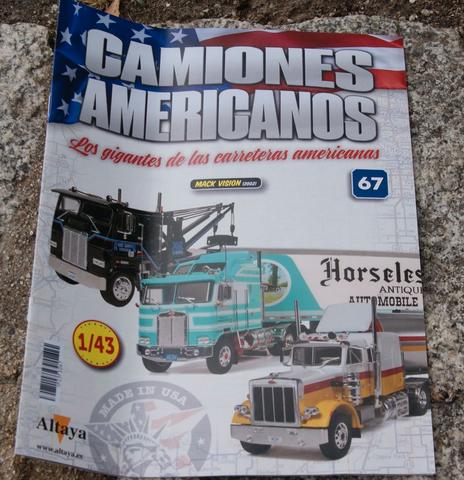 CAMIONES
AMERICANOS
Los gigantes de las carreteras americanas
MACK VISION (2002)
67
Horseles
ANTIQU
AUTOMOBILE
1/43
MADE IN USA
Altaya
www.altaya.es